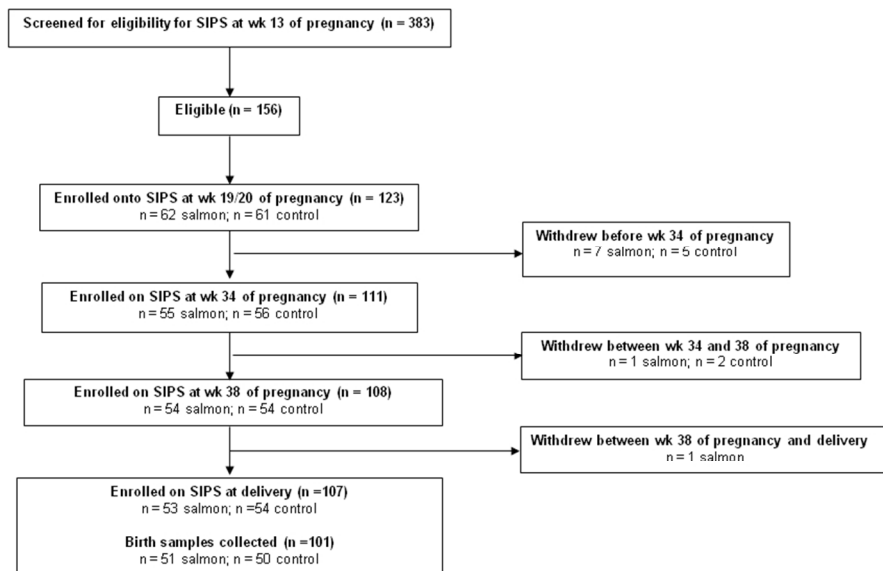 Screened for eligibility for SIPS at wk 13 of pregnancy (n = 383)
Eligible (n = 156)
Enrolled onto SIPS at wk 19/20 of pregnancy (n = 123)
n = 62 salmon; n = 61 control
Withdrew before wk 34 of pregnancy
n = 7 salmon; n = 5 control
Enrolled on SIPS at wk 34 of pregnancy (n = 111)
n = 55 salmon; n = 56 control
Withdrew between wk 34 and 38 of pregnancy
n = 1 salmon; n = 2 control
Enrolled on SIPS at wk 38 of pregnancy (n = 108)
n = 54 salmon; n = 54 control
Withdrew between wk 38 of pregnancy and delivery
n = 1 salmon
Enrolled on SIPS at delivery (n =107)
n = 53 salmon; n =54 control
Birth samples collected (n =101)
n = 51 salmon; n = 50 control